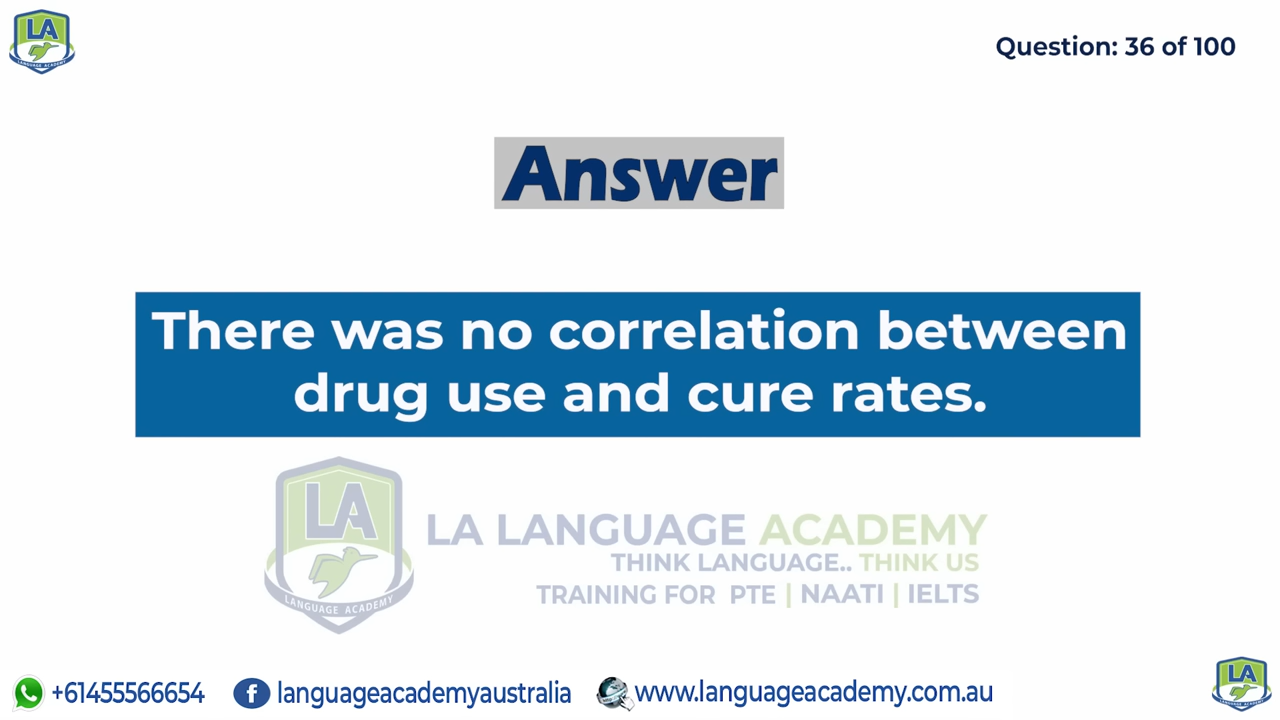 LA
LANGUAGE ACADEMY
Question: 36 of 100
Answer
There was no correlation between
drug use and cure rates.
LA
LANGUAGE ACADEMY
LA LANGUAGE ACADEMY
THINK LANGUAGE.. THINK US
TRAINING FOR PTE | NAATI | IELTS
+61455566654
languageacademyaustralia
www.languageacademy.com.au
LA
LANGUAGE ACADEMY